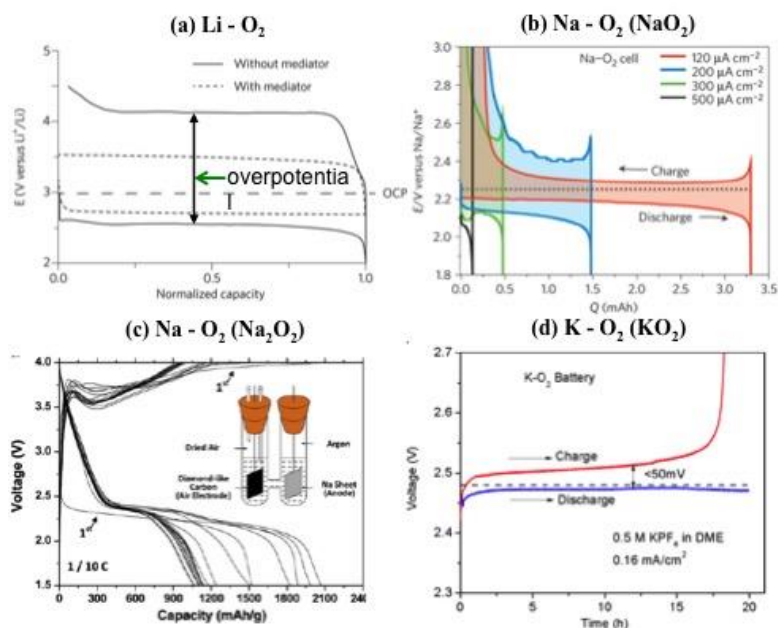 (a) Li - O₂
E (V versus Li⁺/Li)
5
4
3
2
Without mediator
With mediator
overpotentia
l
OCP
0.0
0.5
1.0
Normalized capacity
(b) Na - O₂ (NaO₂)
E/V versus Na/Na⁺
3.0
2.8
2.6
2.4
2.2
2.0
1.8
Na–O₂ cell
120 μA cm⁻²
200 μA cm⁻²
300 μA cm⁻²
500 μA cm⁻²
Charge
Discharge
0.0 0.5 1.0 1.5 2.0 2.5 3.0 3.5
Q (mAh)
(c) Na - O₂ (Na₂O₂)
Voltage (V)
4.0
3.5
3.0
2.5
2.0
1.5
1ˢᵗ
Dried Air
Argon
Diamond-like
Carbon
(Air Electrode)
Na Sheet
(Anode)
1ˢᵗ
1 / 10 C
0 300 600 900 1200 1500 1800 2100 240
Capacity (mAh/g)
(d) K - O₂ (KO₂)
Voltage (V)
2.7
2.6
2.5
2.4
2.3
K-O₂ Battery
Charge
<50mV
Discharge
0.5 M KPF₆ in DME
0.16 mA/cm²
0 5 10 15 20
Time (h)